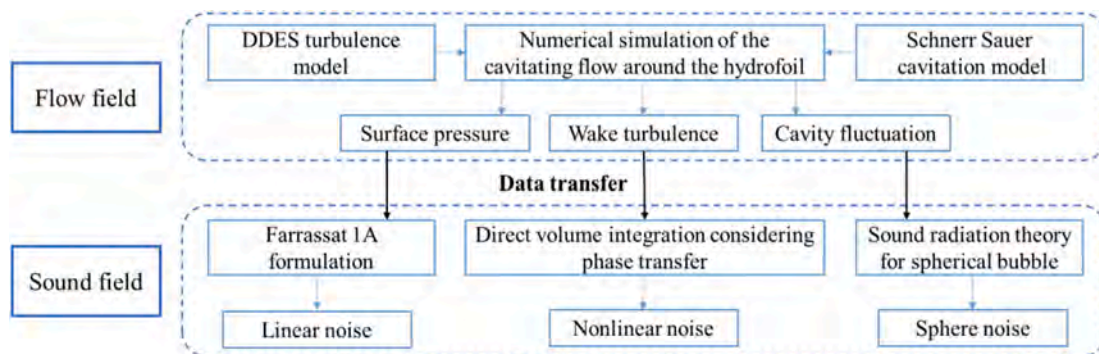 DDES turbulence
model
Numerical simulation of the
cavitating flow around the hydrofoil
Schnerr Sauer
cavitation model
Flow field
Surface pressure
Wake turbulence
Cavity fluctuation
Data transfer
Farrassat 1A
formulation
Direct volume integration considering
phase transfer
Sound radiation theory
for spherical bubble
Sound field
Linear noise
Nonlinear noise
Sphere noise